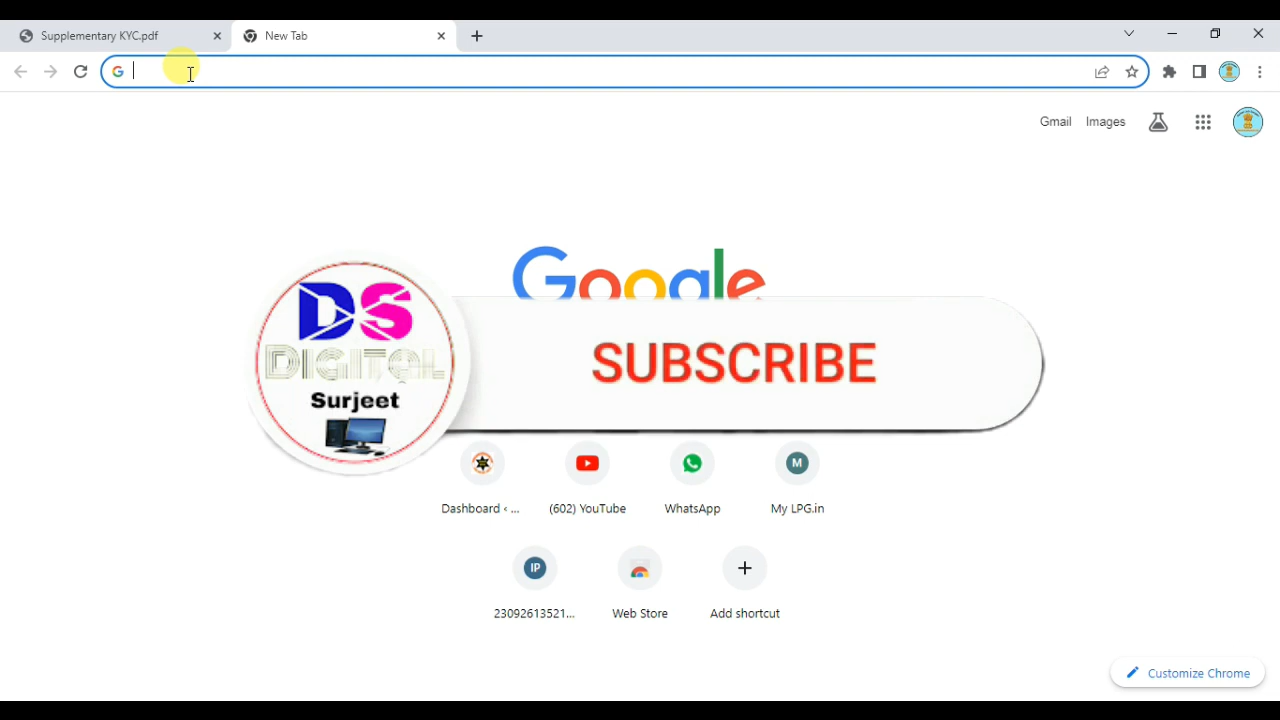 Supplementary KYC.pdf
New Tab
Gmail
Images
Google
DS
DIGITAL
Surjeet
SUBSCRIBE
Dashboard ‹ ...
(602) YouTube
WhatsApp
M
My LPG.in
IP
23092613521...
Web Store
Add shortcut
Customize Chrome